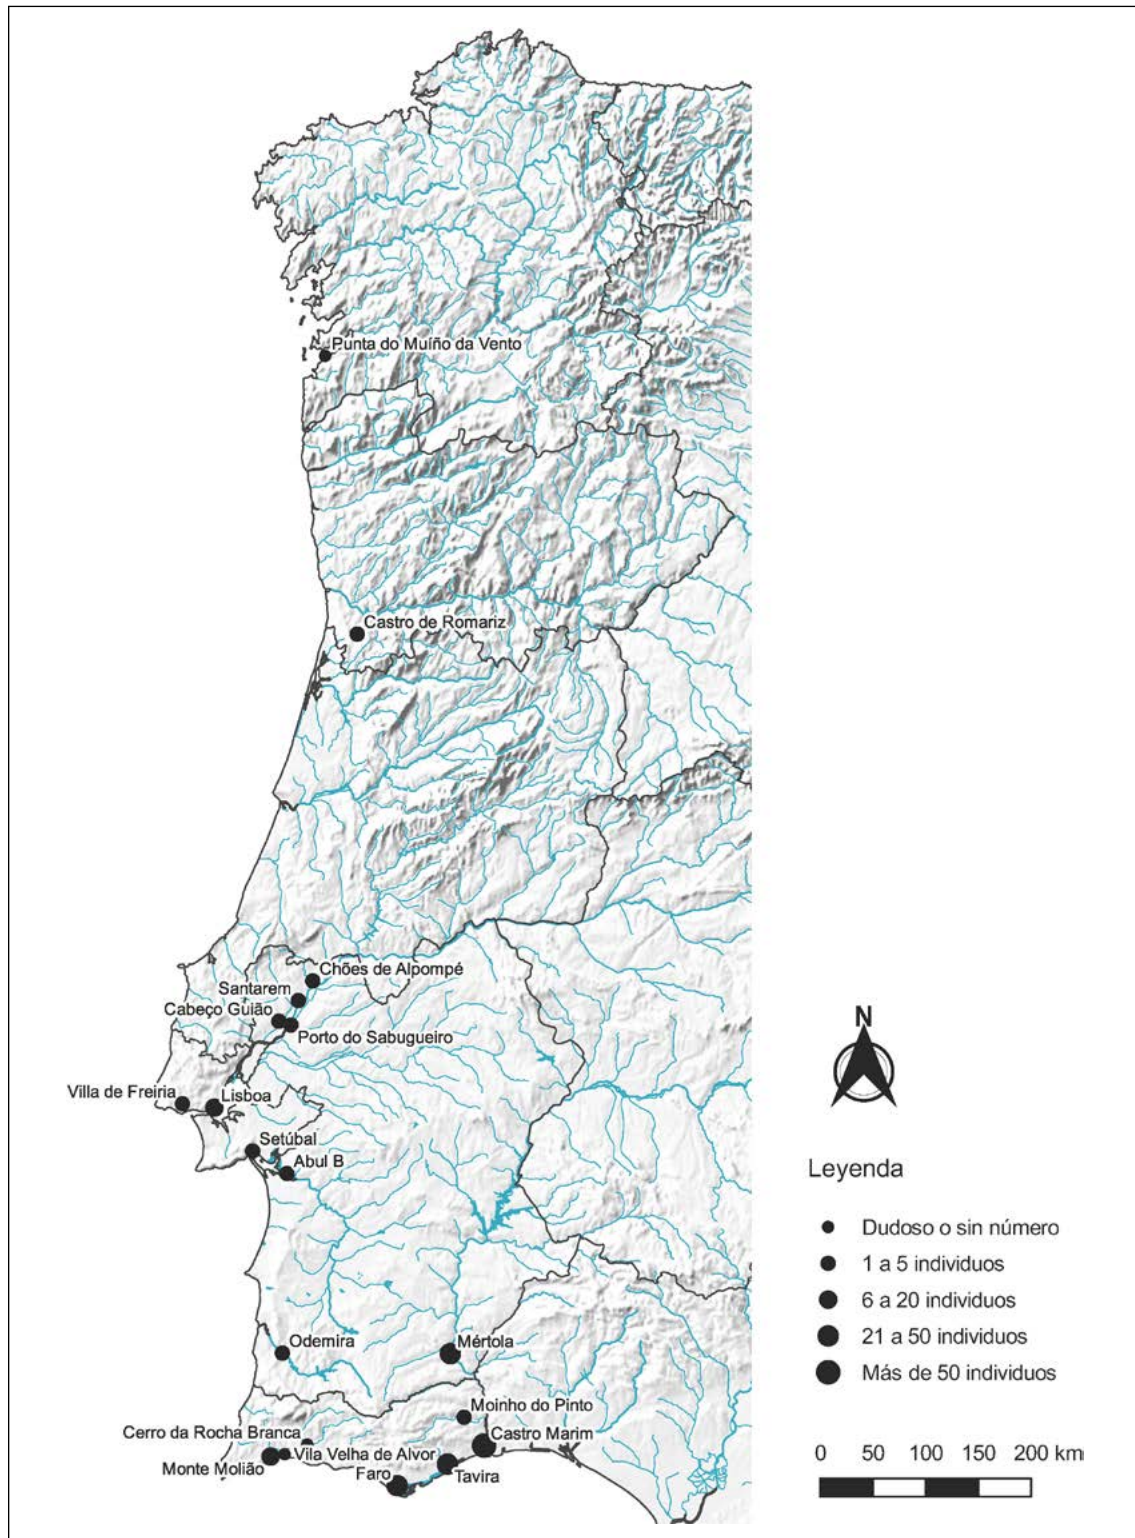 Punta do Muíño da Vento
Castro de Romariz
Chões de Alpompé
Santarem
Cabeço Guião
Porto do Sabugueiro
Villa de Freiria
Lisboa
Setúbal
Abul B
Odemira
Mértola
Moinho do Pinto
Cerro da Rocha Branca
Castro Marim
Vila Velha de Alvor
Monte Molião
Faro
Tavira
N
Leyenda
Dudoso o sin número
1 a 5 individuos
6 a 20 individuos
21 a 50 individuos
Más de 50 individuos
0 50 100 150 200 km